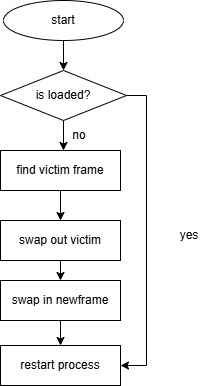 start
is loaded?
no
find victim frame
yes
swap out victim
swap in newframe
restart process